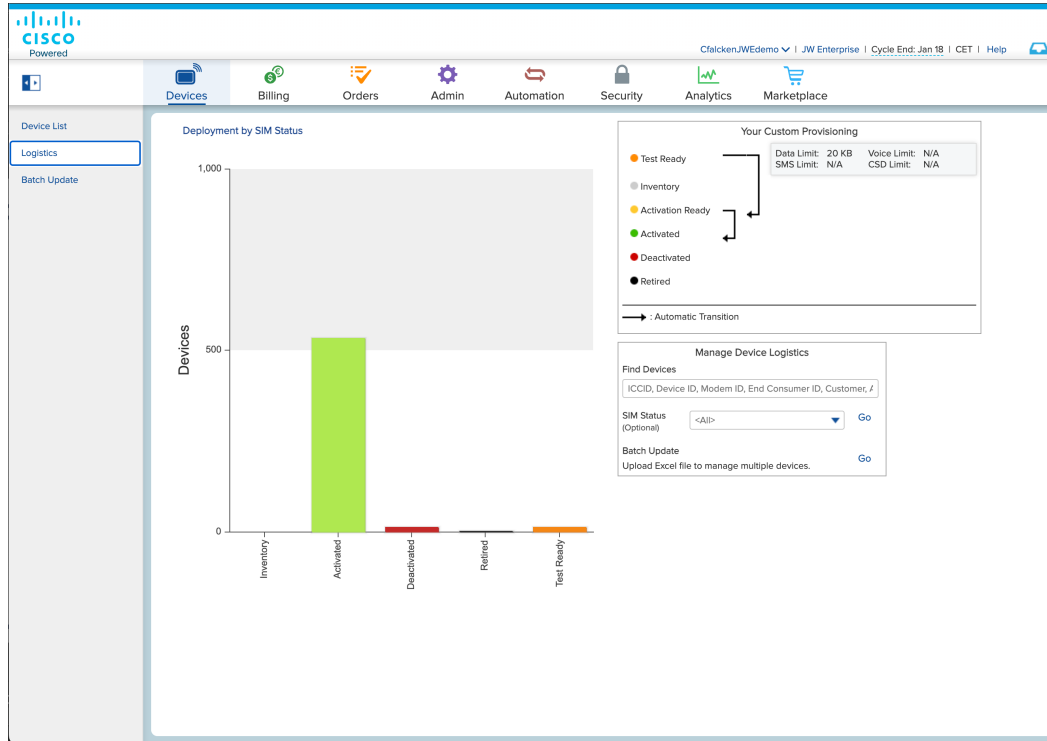 CISCO
Powered
CfalckenJWEdemo | JW Enterprise | Cycle End: Jan 18 | CET | Help
Devices Billing Orders Admin Automation Security Analytics Marketplace
Device List
Logistics
Batch Update
Deployment by SIM Status
1,000
500
0
Devices
Inventory
Activated
Deactivated
Retired
Test Ready
Your Custom Provisioning
Test Ready
Data Limit: 20 KB Voice Limit: N/A
SMS Limit: N/A CSD Limit: N/A
Inventory
Activation Ready
Activated
Deactivated
Retired
: Automatic Transition
Manage Device Logistics
Find Devices
ICCID, Device ID, Modem ID, End Consumer ID, Customer,
SIM Status
(Optional)
<All>
Go
Batch Update
Upload Excel file to manage multiple devices.
Go